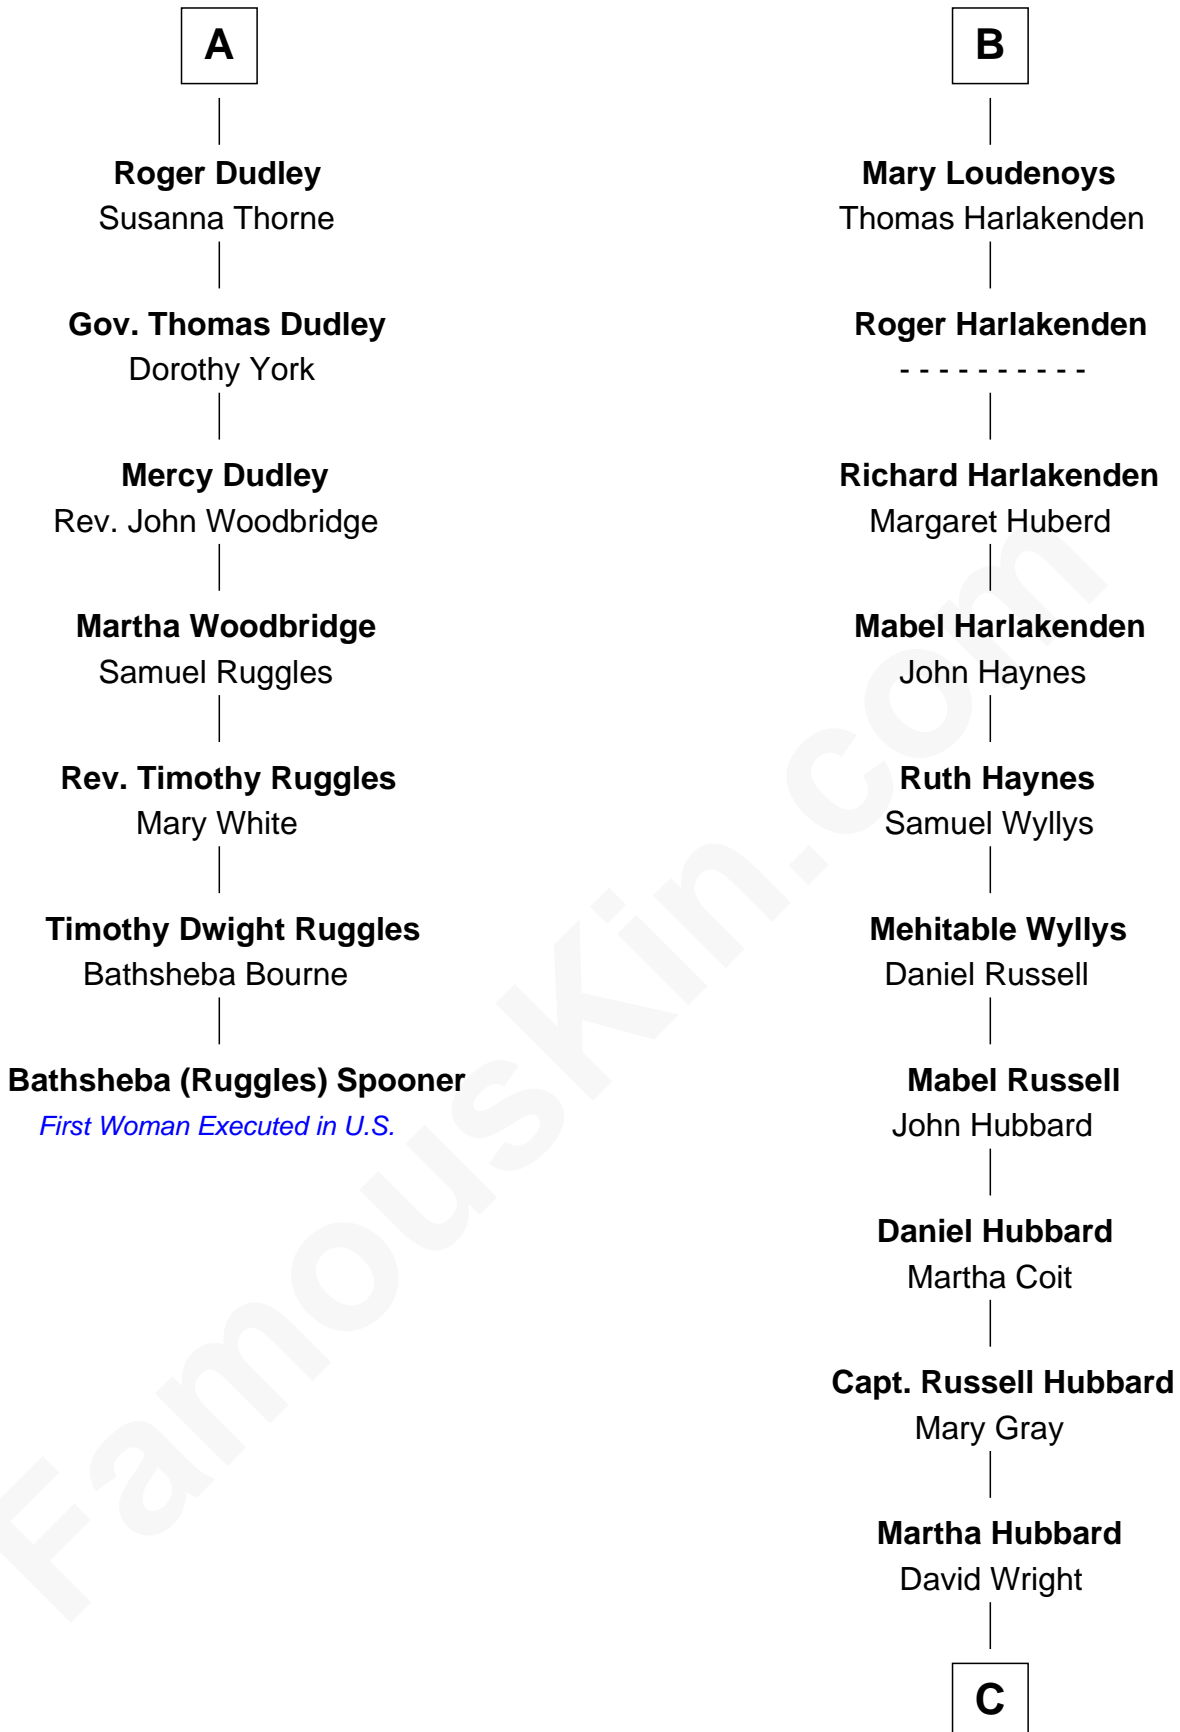 A
Roger Dudley
Susanna Thorne
Gov. Thomas Dudley
Dorothy York
Mercy Dudley
Rev. John Woodbridge
Martha Woodbridge
Samuel Ruggles
Rev. Timothy Ruggles
Mary White
Timothy Dwight Ruggles
Bathsheba Bourne
Bathsheba (Ruggles) Spooner
First Woman Executed in U.S.
B
Mary Loudenoys
Thomas Harlakenden
Roger Harlakenden
- - - - - - - - - -
Richard Harlakenden
Margaret Huberd
Mabel Harlakenden
John Haynes
Ruth Haynes
Samuel Wyllys
Mehitable Wyllys
Daniel Russell
Mabel Russell
John Hubbard
Daniel Hubbard
Martha Coit
Capt. Russell Hubbard
Mary Gray
Martha Hubbard
David Wright
C
FamousKin.com